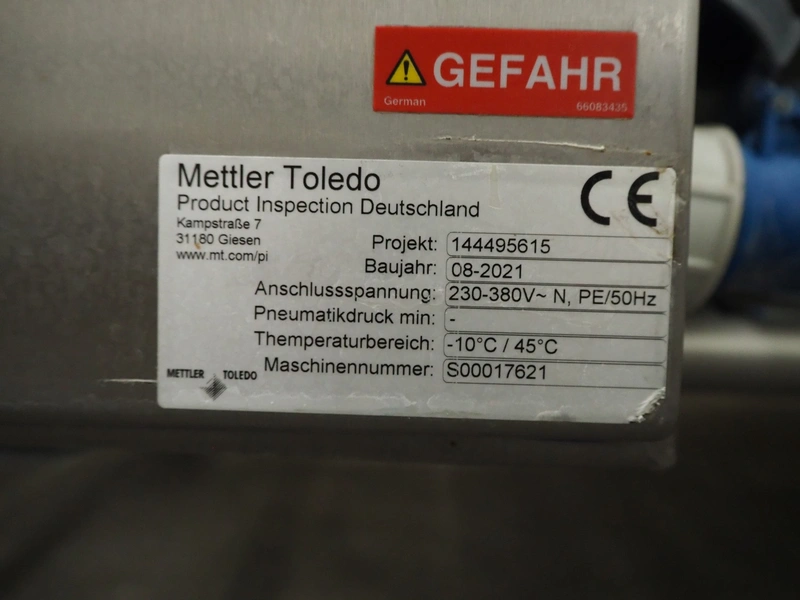 GEFAHR
German 66083435
Mettler Toledo
Product Inspection Deutschland
Kampstraße 7
31180 Giesen
www.mt.com/pi
CE
Projekt: 144495615
Baujahr: 08-2021
Anschlussspannung: 230-380V~ N, PE/50Hz
Pneumatikdruck min: -
Themperaturbereich: -10°C / 45°C
Maschinennummer: S00017621
METTLER TOLEDO